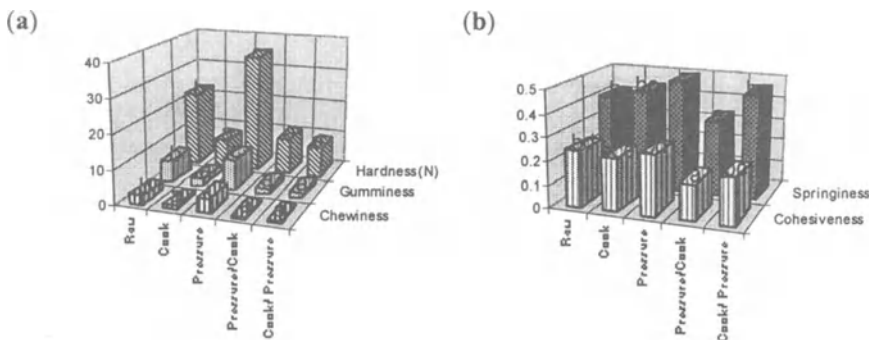 (a)
40
30
20
10
0
Hardness(N)
Gumminess
Chewiness
Raw
Cook
Pressure
Pressure/Cook
Cook/ Pressure
(b)
0.5
0.4
0.3
0.2
0.1
0
Springiness
Cohesiveness
Raw
Cook
Pressure
Pressure/Cook
Cook/ Pressure